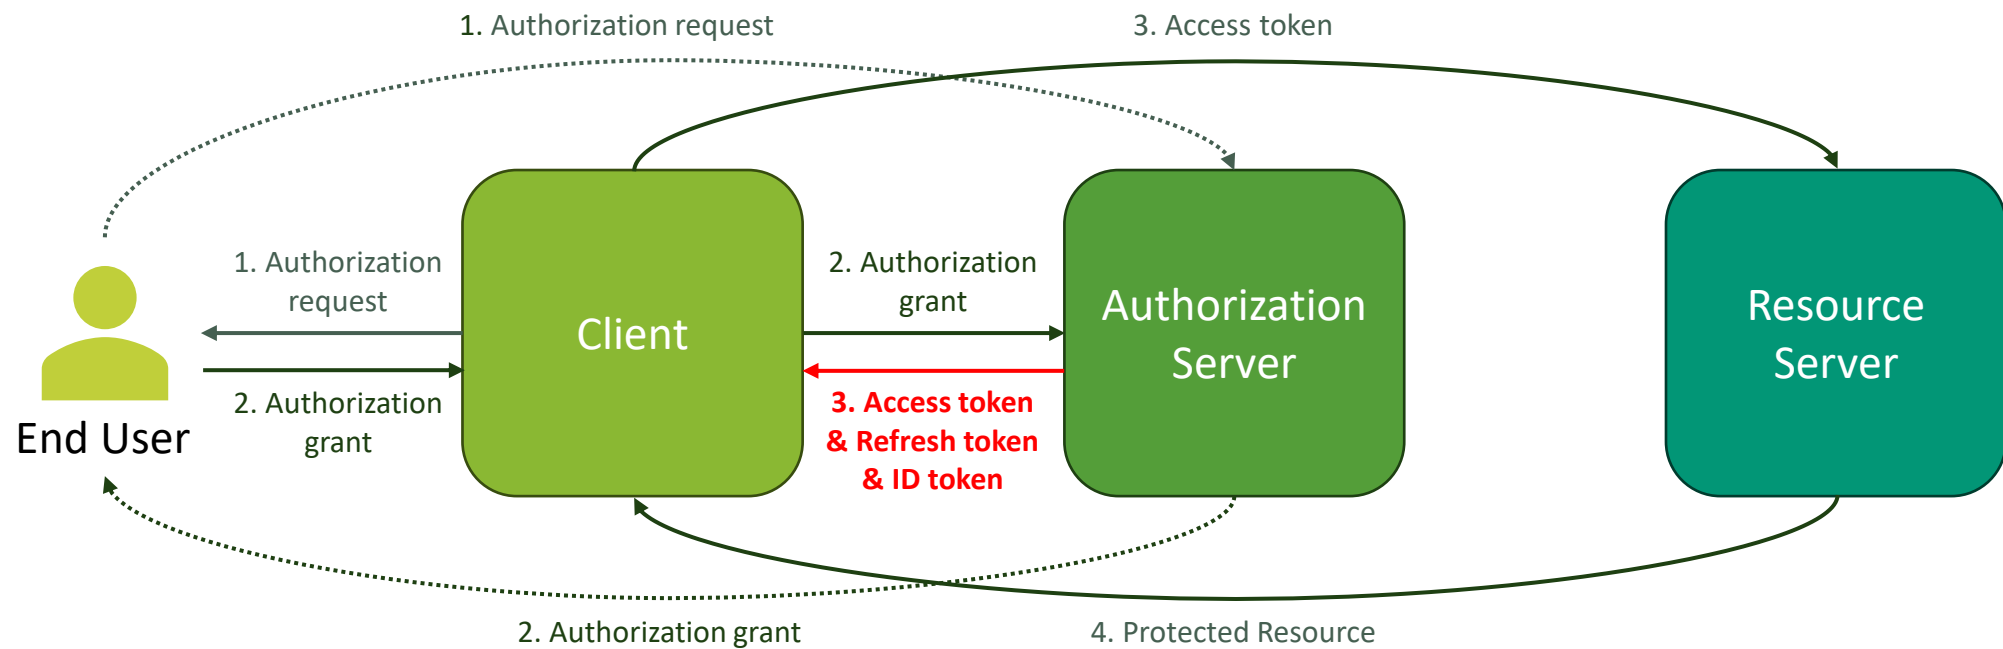 1. Authorization request
3. Access token
1. Authorization
request
2. Authorization
grant
End User
Client
2. Authorization
grant
3. Access token
& Refresh token
& ID token
Authorization
Server
Resource
Server
2. Authorization grant
4. Protected Resource